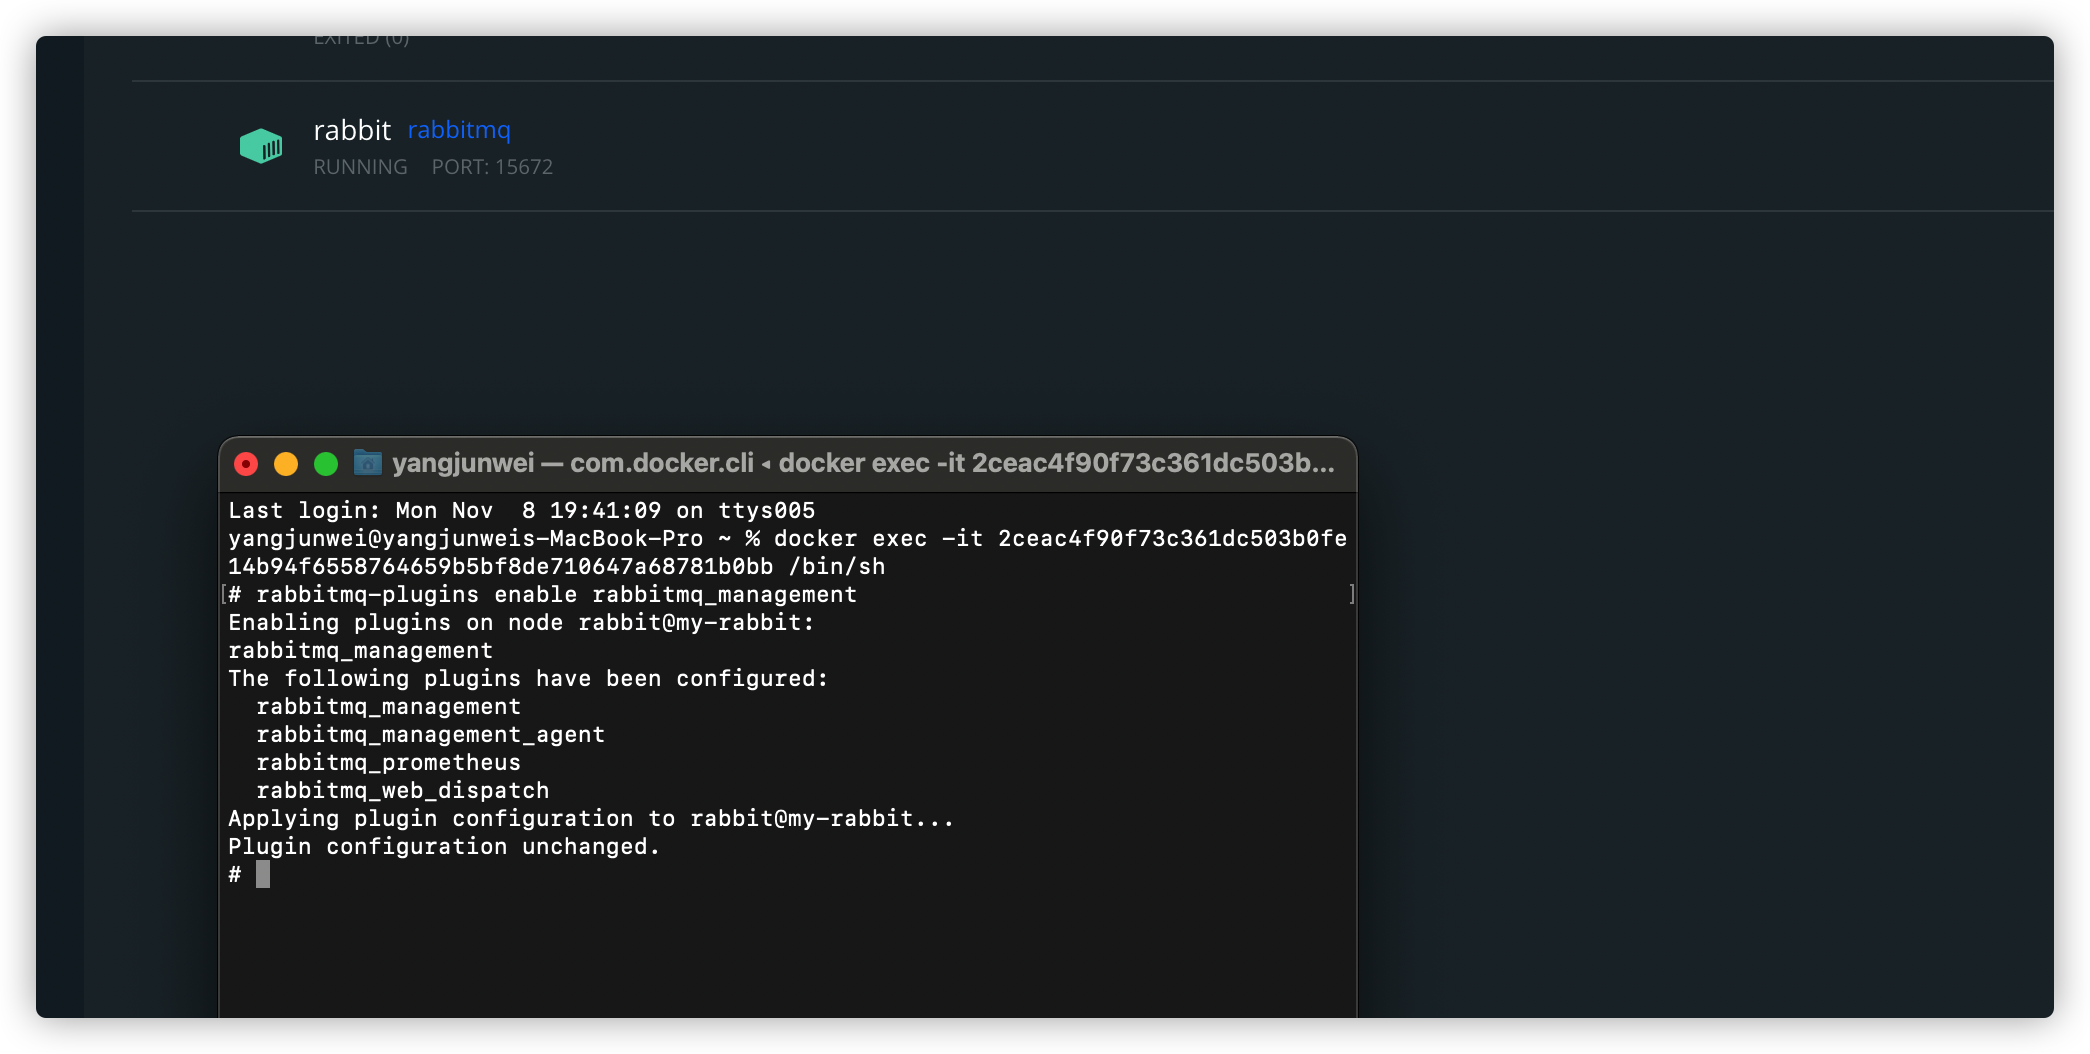 EXITED (0)
rabbit rabbitmq
RUNNING PORT: 15672
yangjunwei — com.docker.cli ◂ docker exec -it 2ceac4f90f73c361dc503b...
Last login: Mon Nov  8 19:41:09 on ttys005
yangjunwei@yangjunweis-MacBook-Pro ~ % docker exec -it 2ceac4f90f73c361dc503b0fe
14b94f6558764659b5bf8de710647a68781b0bb /bin/sh
[# rabbitmq-plugins enable rabbitmq_management ]
Enabling plugins on node rabbit@my-rabbit:
rabbitmq_management
The following plugins have been configured:
  rabbitmq_management
  rabbitmq_management_agent
  rabbitmq_prometheus
  rabbitmq_web_dispatch
Applying plugin configuration to rabbit@my-rabbit...
Plugin configuration unchanged.
#